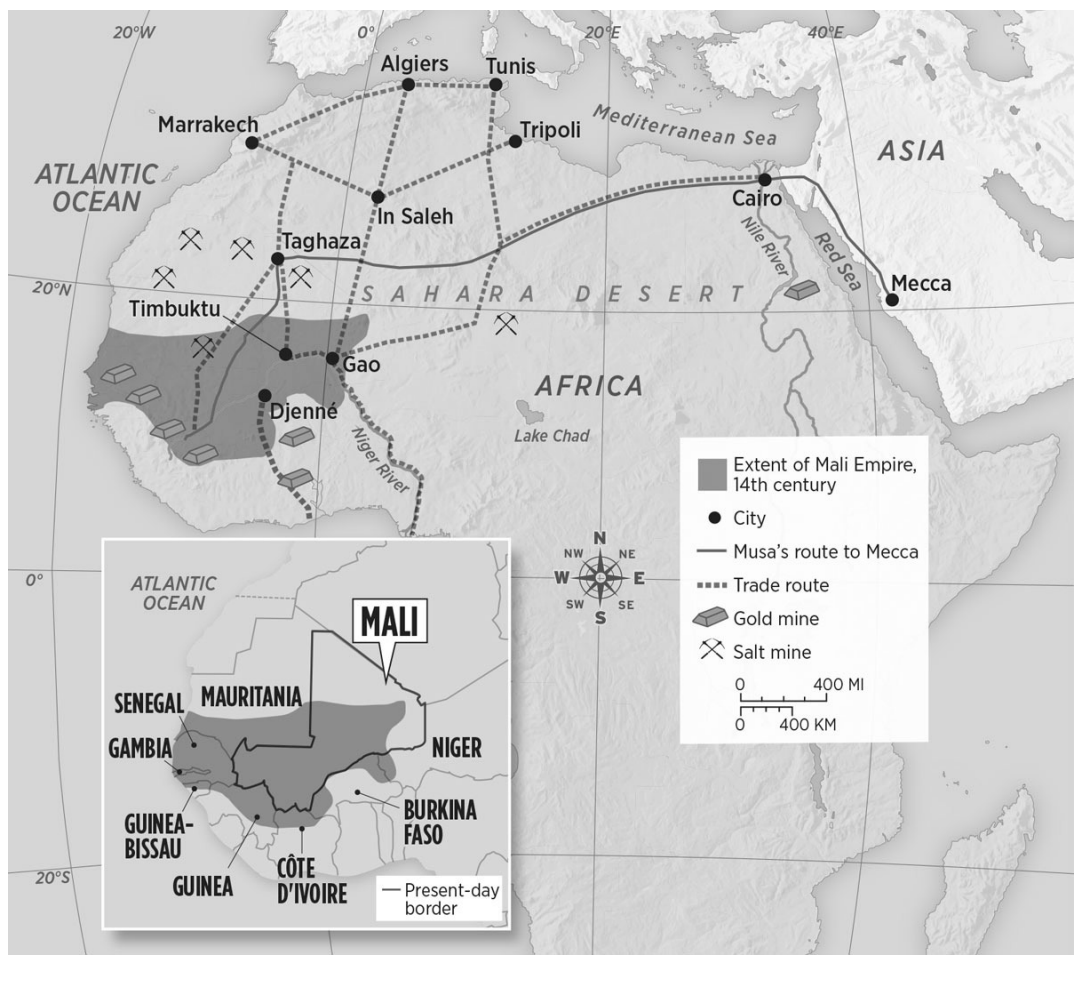 20°W
0°
20°E
40°E
Algiers
Tunis
Marrakech
Tripoli
Mediterranean Sea
ASIA
ATLANTIC
OCEAN
Cairo
In Saleh
Taghaza
Nile River
Red Sea
Mecca
20°N
SAHARA DESERT
Timbuktu
Gao
AFRICA
Djenné
Lake Chad
Niger River
Extent of Mali Empire,
14th century
City
Musa's route to Mecca
Trade route
Gold mine
Salt mine
0 400 MI
0 400 KM
N
NW NE
W E
SW SE
S
0°
20°S
ATLANTIC
OCEAN
MALI
SENEGAL
MAURITANIA
GAMBIA
NIGER
GUINEA-
BISSAU
BURKINA
FASO
GUINEA
CÔTE
D'IVOIRE
Present-day
border